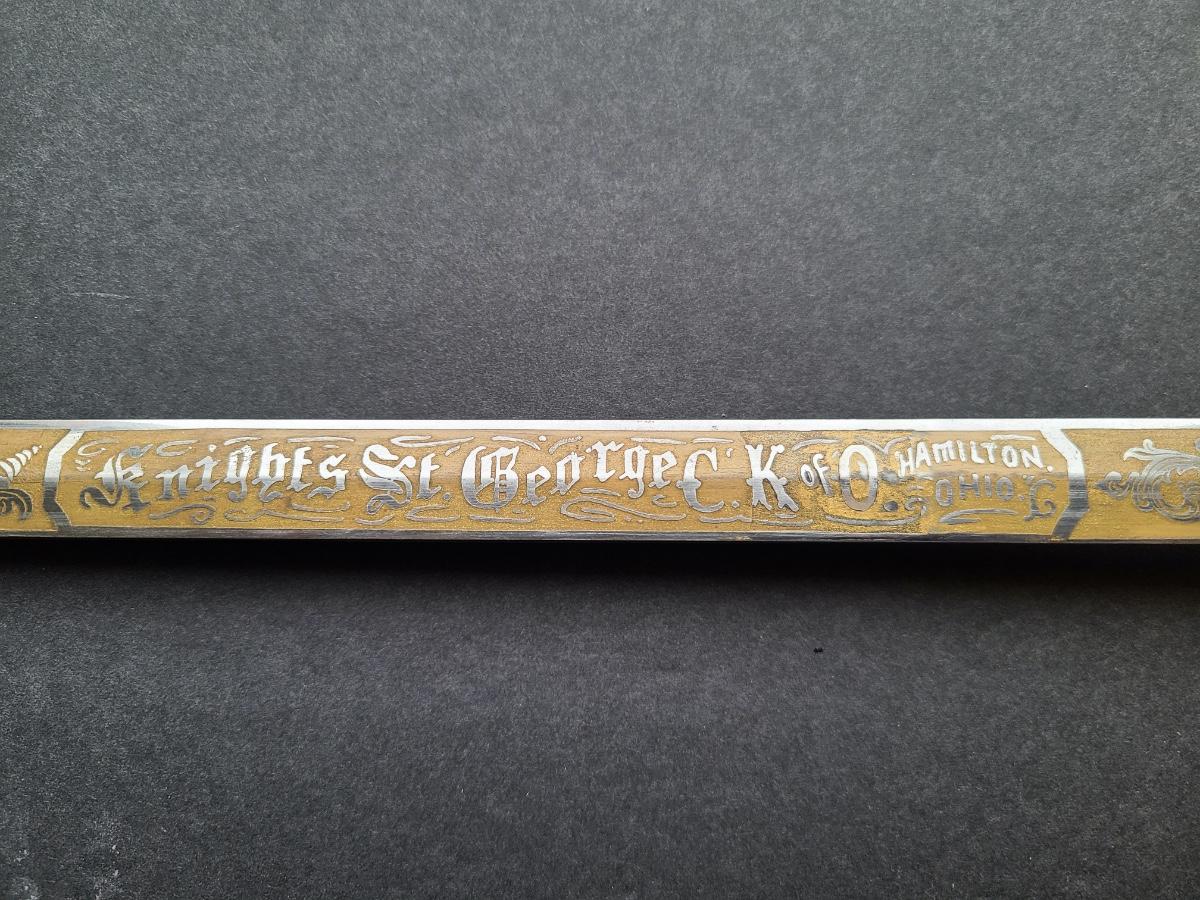 Knights St. George C. K of O. HAMILTON. OHIO.